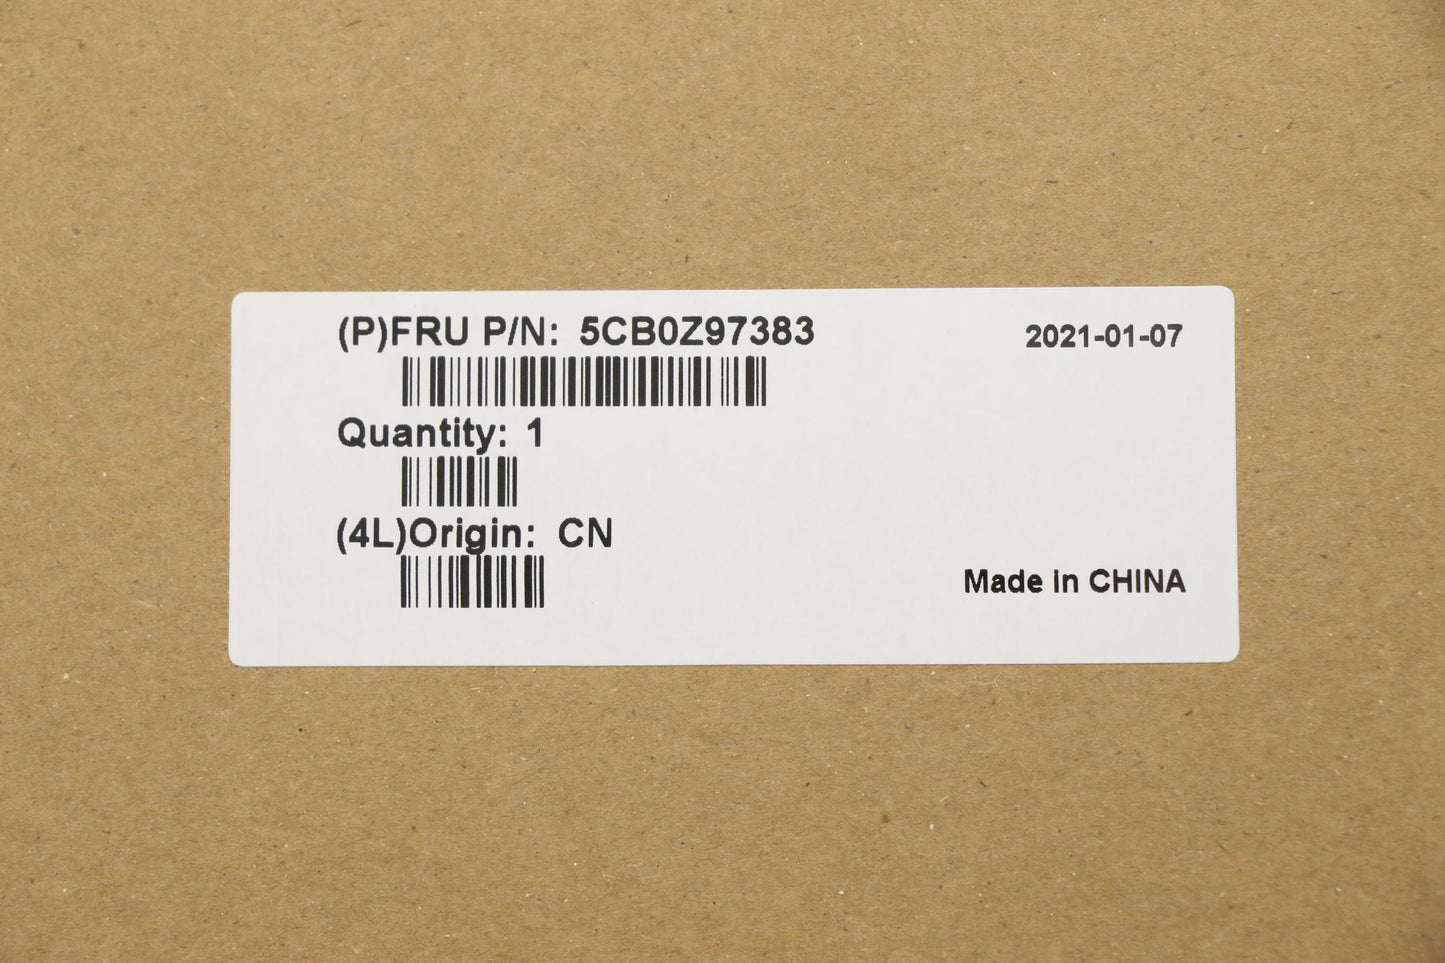 (P)FRU P/N: 5CB0Z97383 2021-01-07
Quantity: 1
(4L)Origin: CN
Made in CHINA